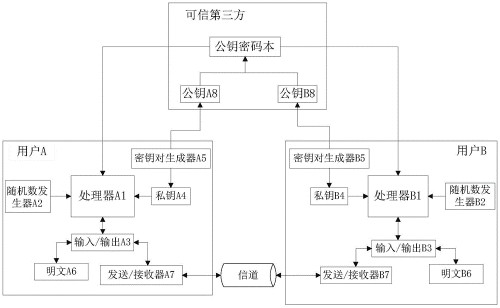 可信第三方
公钥密码本
公钥A8
公钥B8
用户A
用户B
密钥对生成器A5
密钥对生成器B5
随机数发
生器A2
处理器A1
私钥A4
私钥B4
处理器B1
随机数发
生器B2
输入/输出A3
输入/输出B3
明文A6
发送/接收器A7
信道
发送/接收器B7
明文B6